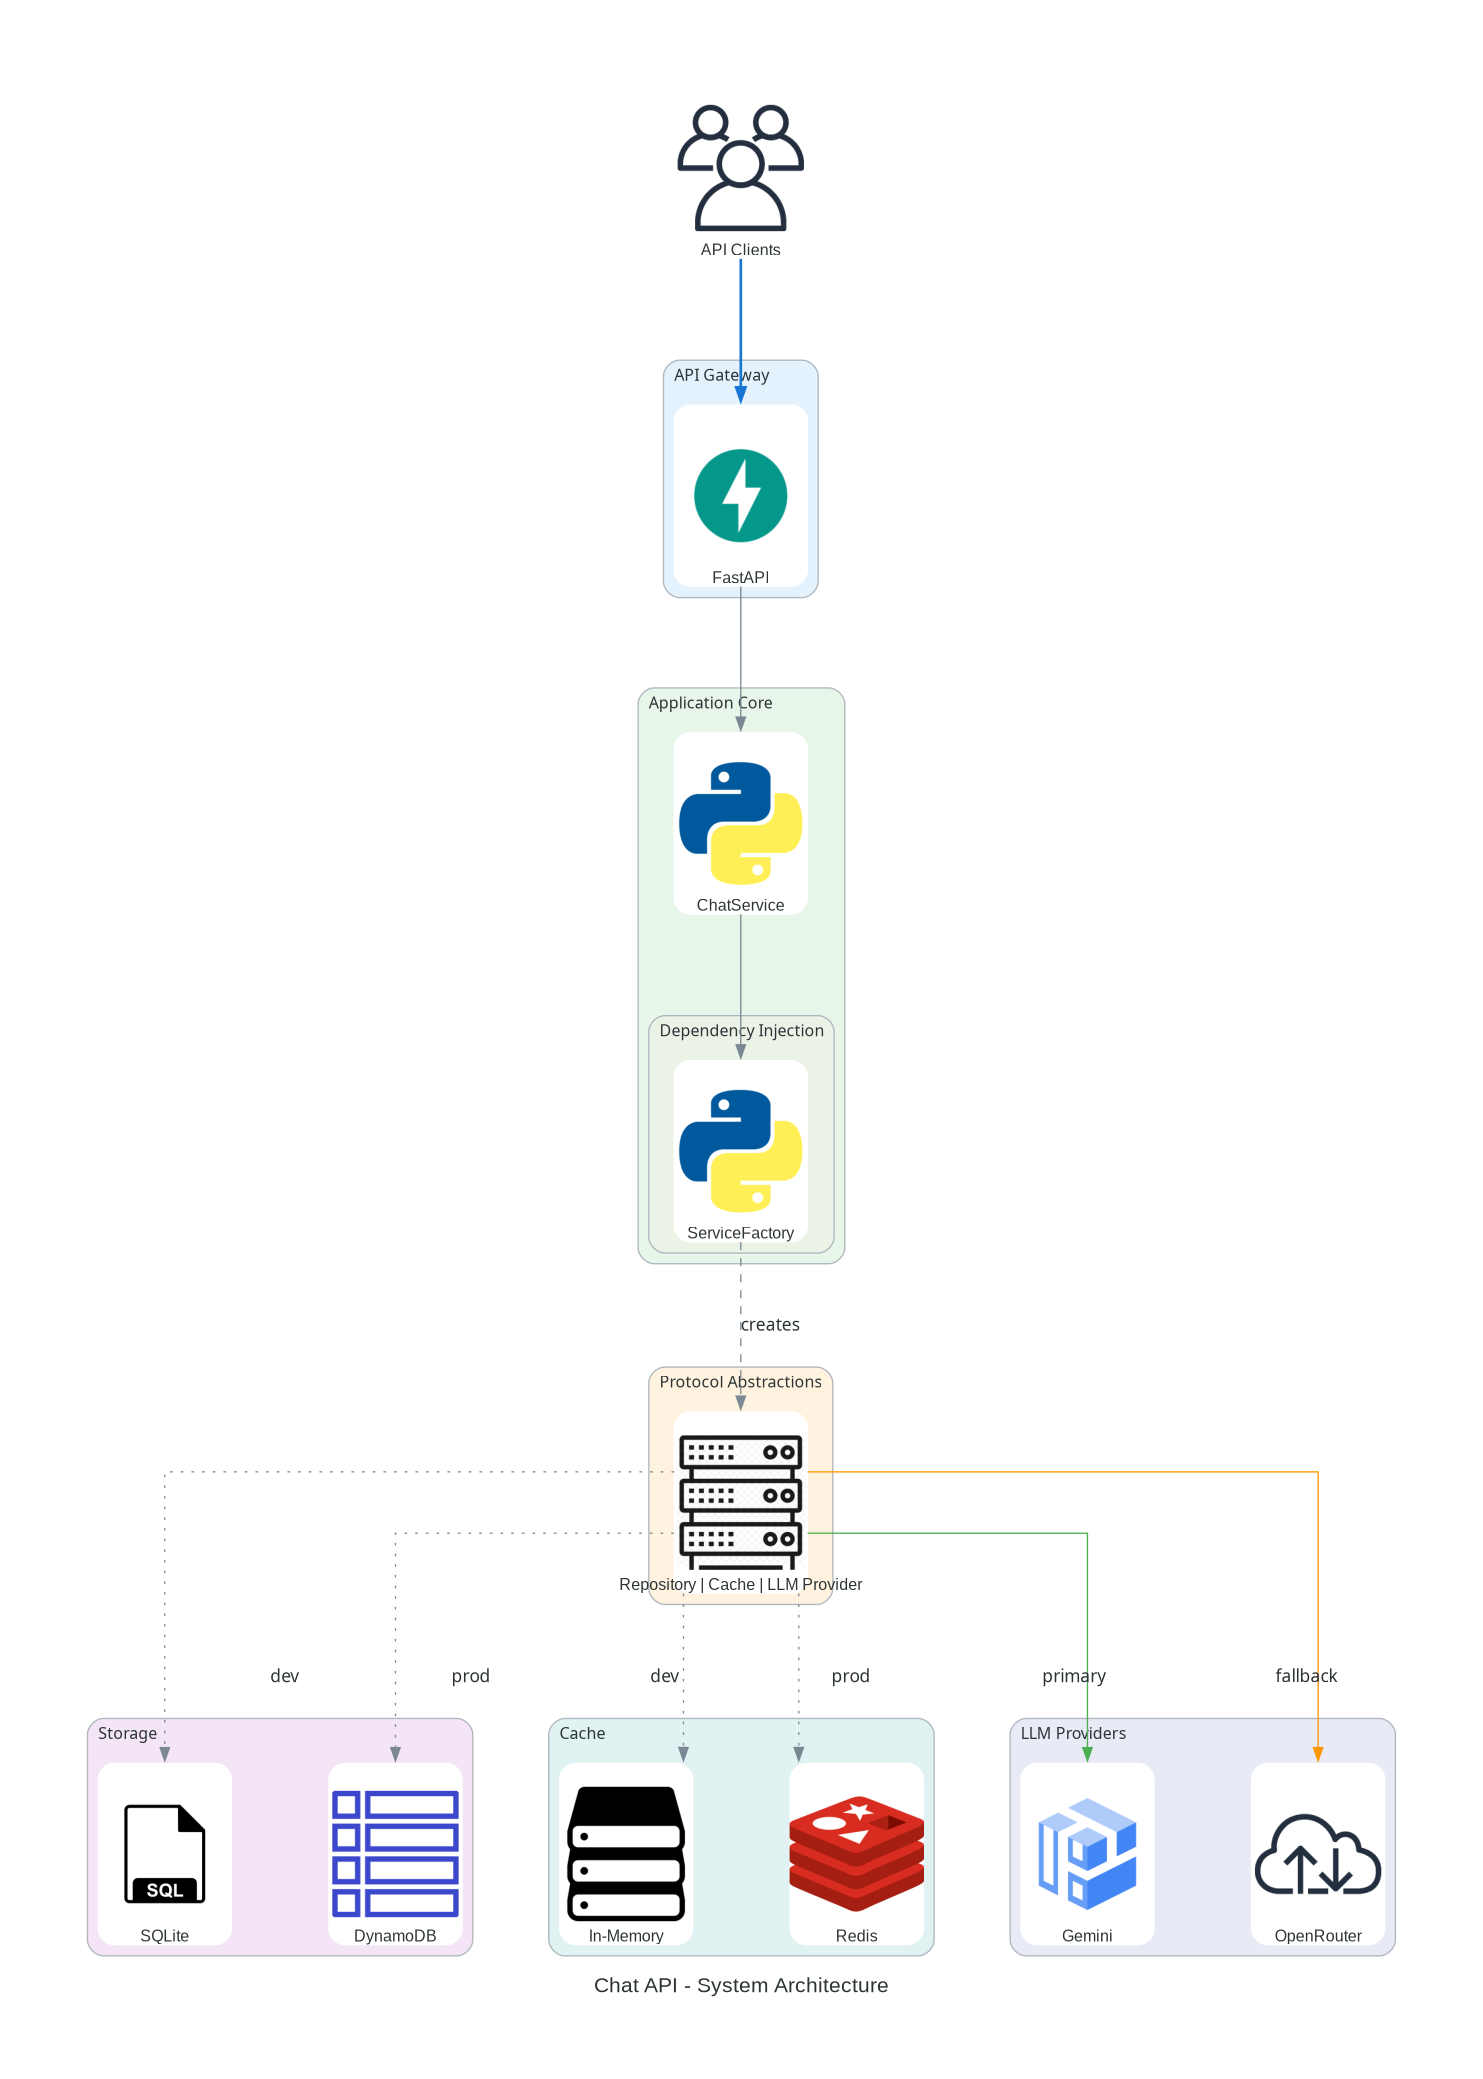 API Clients
API Gateway
FastAPI
Application Core
ChatService
Dependency Injection
ServiceFactory
creates
Protocol Abstractions
Repository | Cache | LLM Provider
dev
prod
dev
prod
primary
fallback
Storage
Cache
LLM Providers
SQL
SQLite
DynamoDB
In-Memory
Redis
Gemini
OpenRouter
Chat API - System Architecture